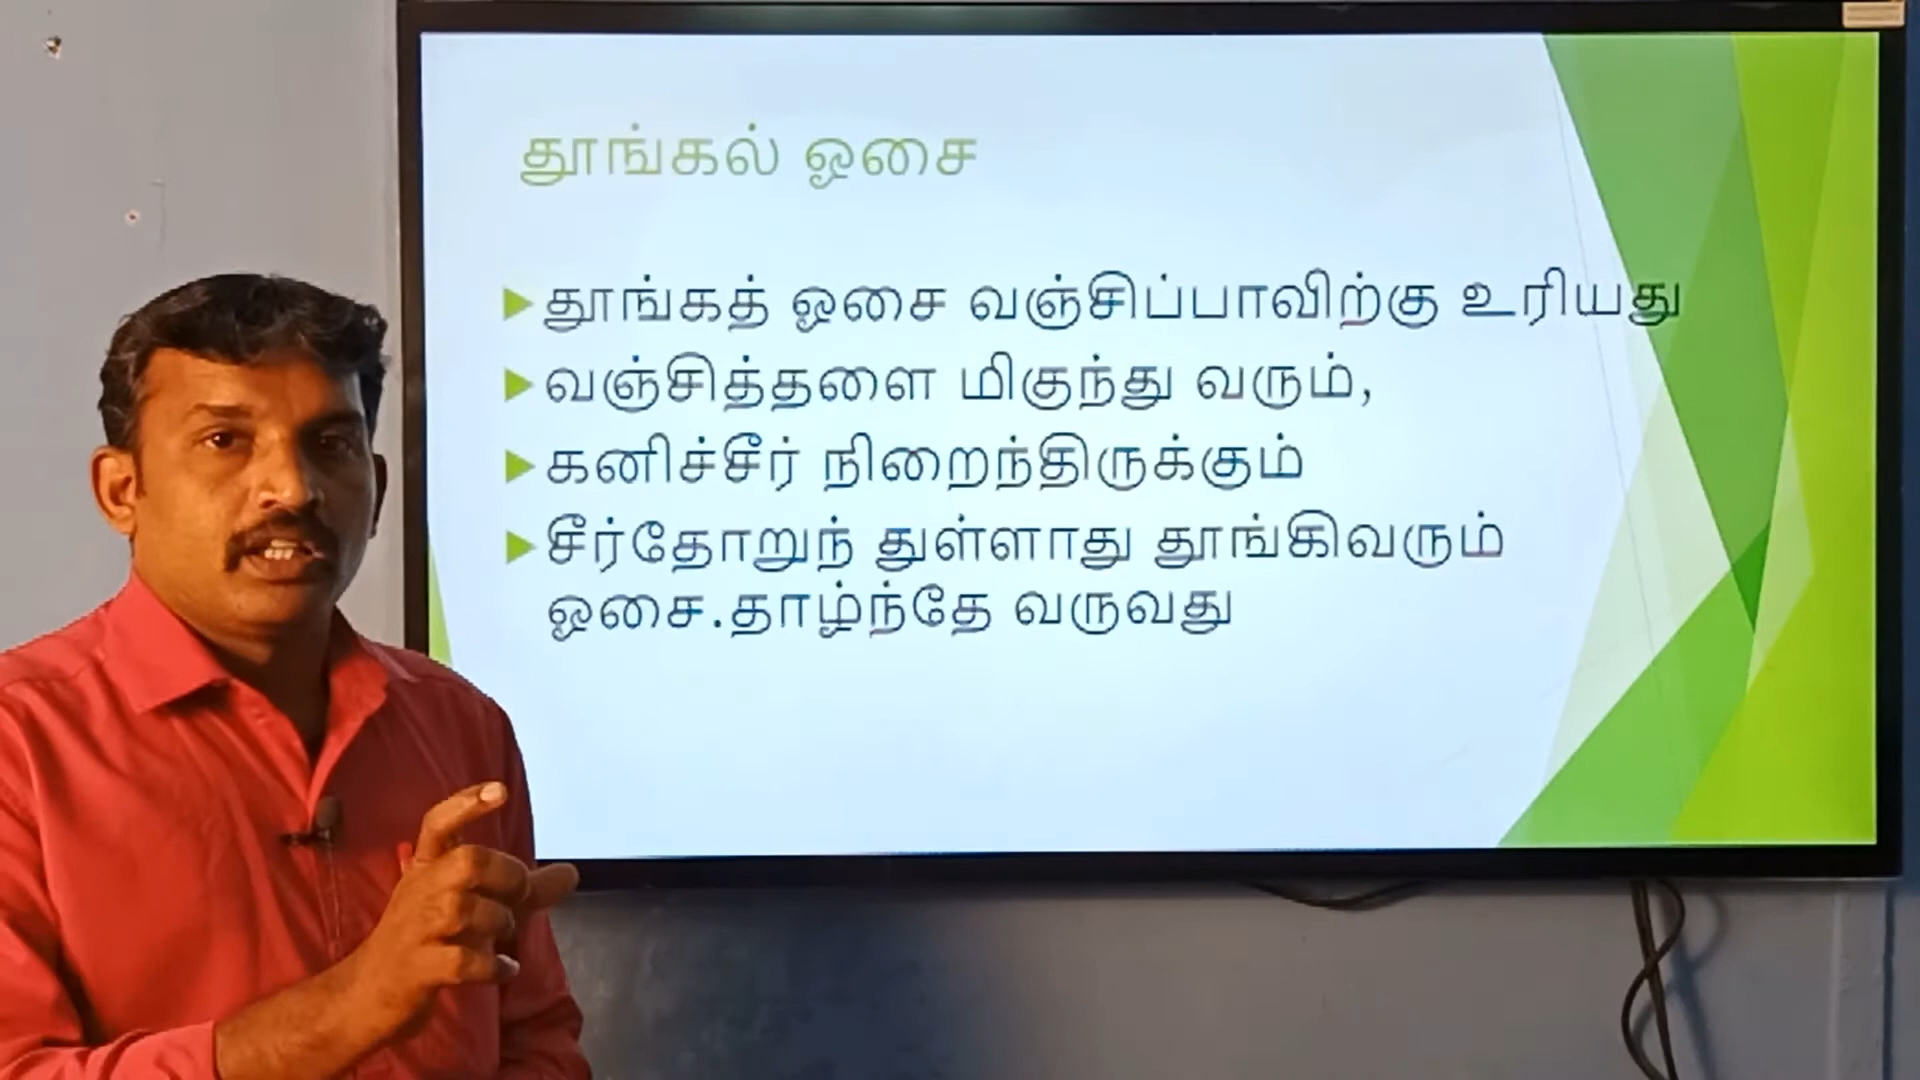 தூங்கல் ஓசை
தூங்கத் ஓசை வஞ்சிப்பாவிற்கு உரியது
வஞ்சித்தளை மிகுந்து வரும்,
கனிச்சீர் நிறைந்திருக்கும்
சீர்தோறுந் துள்ளாது தூங்கிவரும்
ஓசை.தாழ்ந்தே வருவது